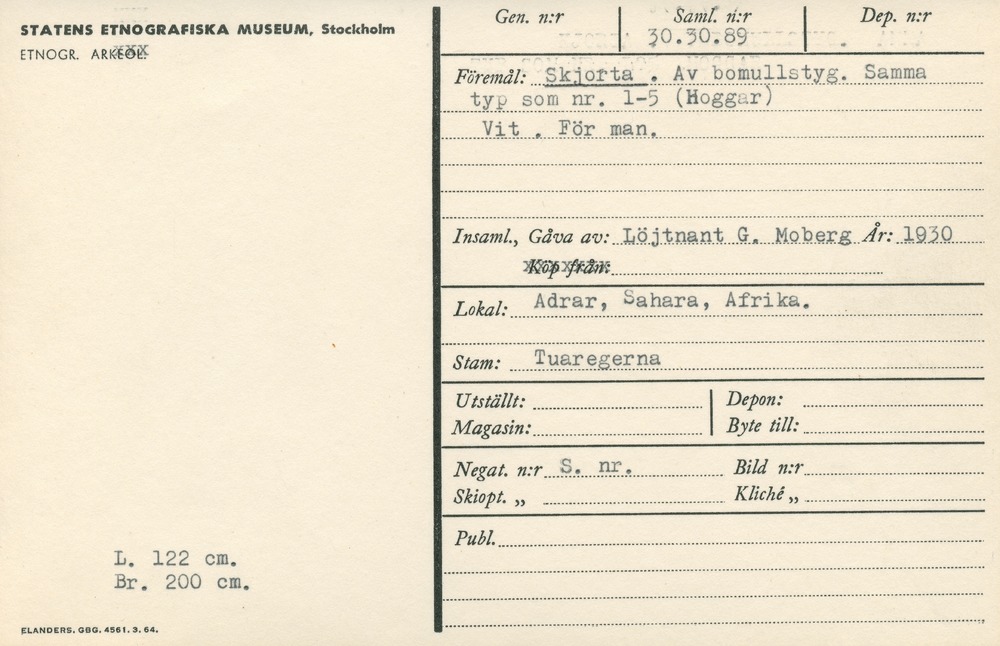 STATENS ETNOGRAFISKA MUSEUM, Stockholm
ETNOGR. ARKEOL.
L. 122 cm.
Br. 200 cm.
ELANDERS. GBG. 4561. 3. 64.
Gen. n:r Saml. n:r Dep. n:r
30.30.89
Föremål: Skjorta . Av bomullstyg. Samma
typ som nr. 1-5 (Hoggar)
Vit . För man.
Insaml., Gåva av: Löjtnant G. Moberg År: 1930
Köp från:
Lokal: Adrar, Sahara, Afrika.
Stam: Tuaregerna
Utställt: Depon:
Magasin: Byte till:
Negat. n:r S. nr. Bild n:r
Skiopt. „ Kliché „
Publ.